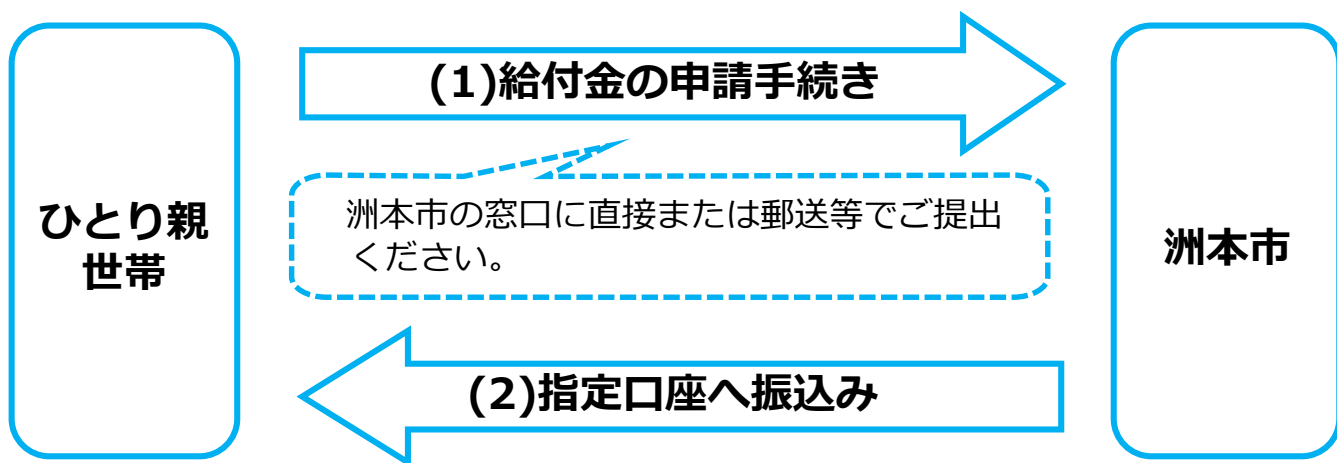 (1)給付金の申請手続き
ひとり親
世帯
洲本市の窓口に直接または郵送等でご提出
ください。
洲本市
(2)指定口座へ振込み